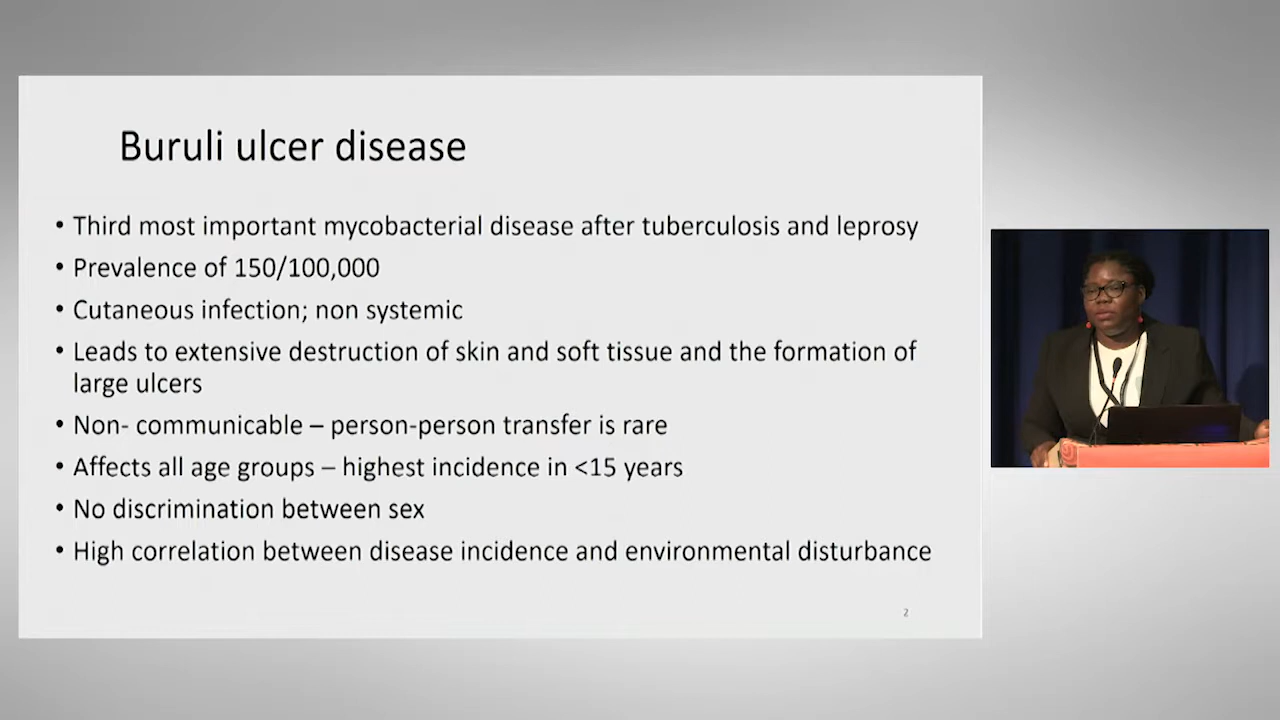 Buruli ulcer disease
• Third most important mycobacterial disease after tuberculosis and leprosy
• Prevalence of 150/100,000
• Cutaneous infection; non systemic
• Leads to extensive destruction of skin and soft tissue and the formation of
large ulcers
• Non- communicable – person-person transfer is rare
• Affects all age groups – highest incidence in <15 years
• No discrimination between sex
• High correlation between disease incidence and environmental disturbance
2